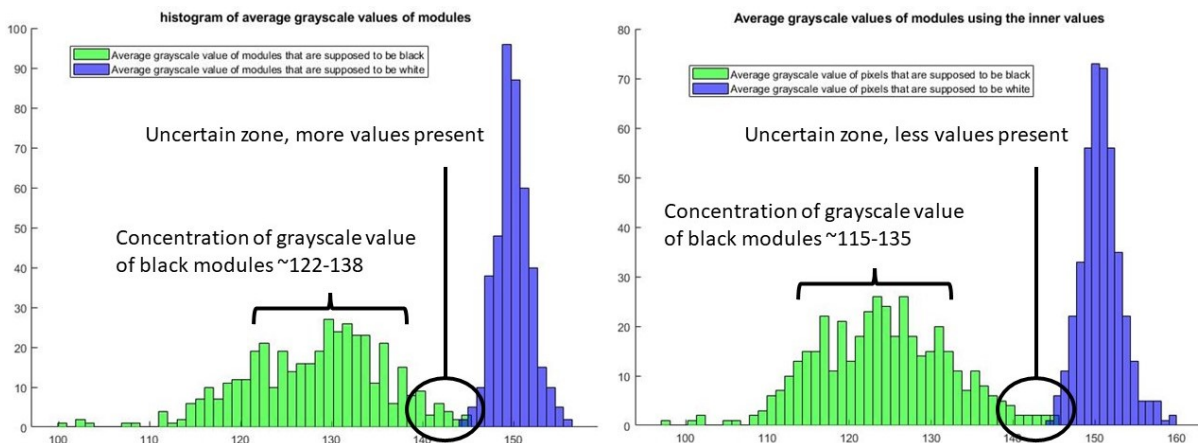 histogram of average grayscale values of modules
100
90
80
70
60
50
40
30
20
10
0
Average grayscale value of modules that are supposed to be black
Average grayscale value of modules that are supposed to be white
Uncertain zone, more values present
Concentration of grayscale value
of black modules ~122-138
100 110 120 130 140 150
Average grayscale values of modules using the inner values
80
70
60
50
40
30
20
10
0
Average grayscale value of pixels that are supposed to be black
Average grayscale value of pixels that are supposed to be white
Uncertain zone, less values present
Concentration of grayscale value
of black modules ~115-135
100 110 120 130 140 150 160